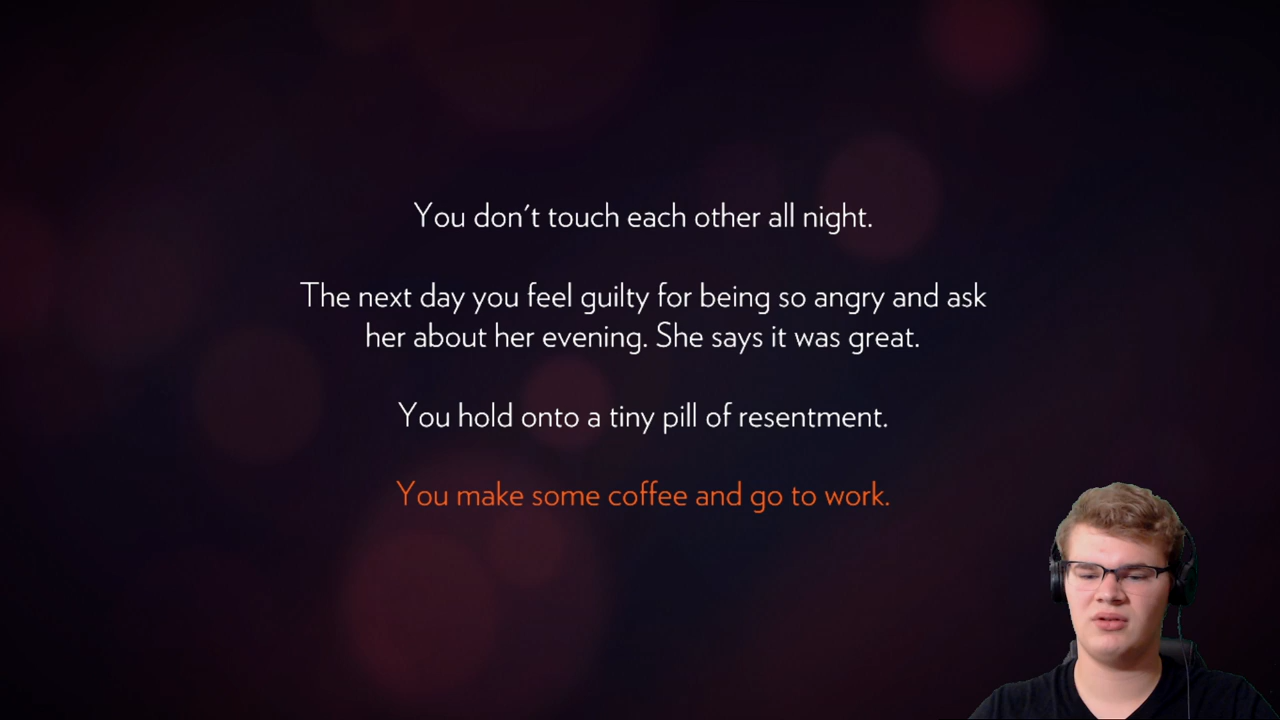 You don't touch each other all night.
The next day you feel guilty for being so angry and ask
her about her evening. She says it was great.
You hold onto a tiny pill of resentment.
You make some coffee and go to work.